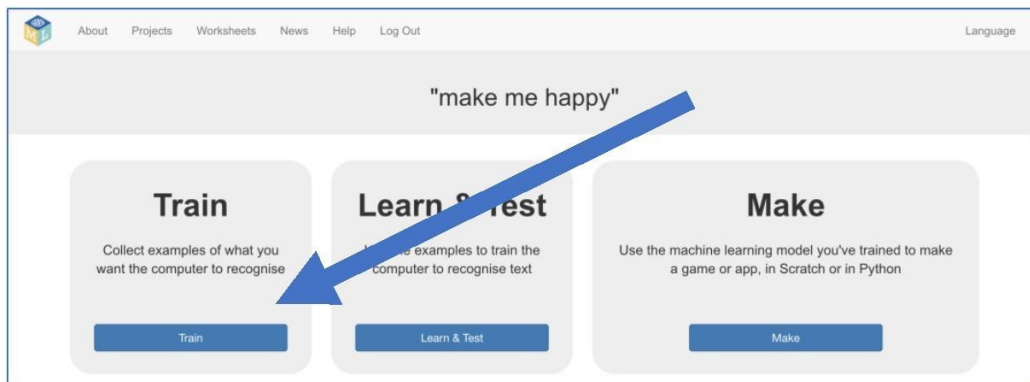 About Projects Worksheets News Help Log Out Language
"make me happy"
Train
Collect examples of what you
want the computer to recognise
Train
Learn & Test
examples to train the
computer to recognise text
Learn & Test
Make
Use the machine learning model you've trained to make
a game or app, in Scratch or in Python
Make